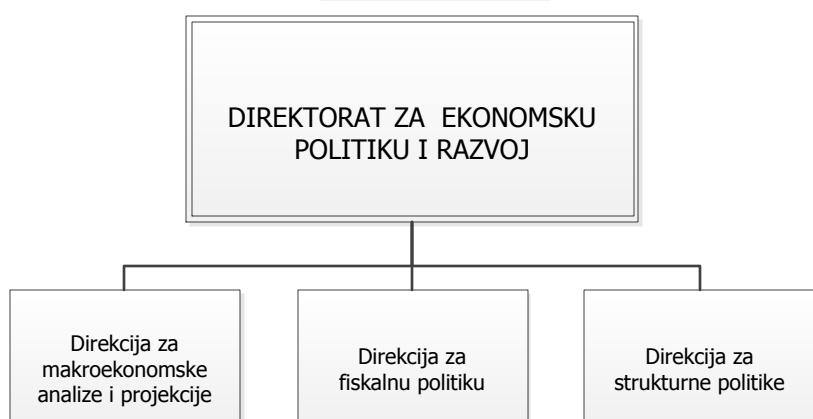 DIREKTORAT ZA EKONOMSKU
POLITIKU I RAZVOJ
Direkcija za
makroekonomske
analize i projekcije
Direkcija za
fiskalnu politiku
Direkcija za
strukturne politike